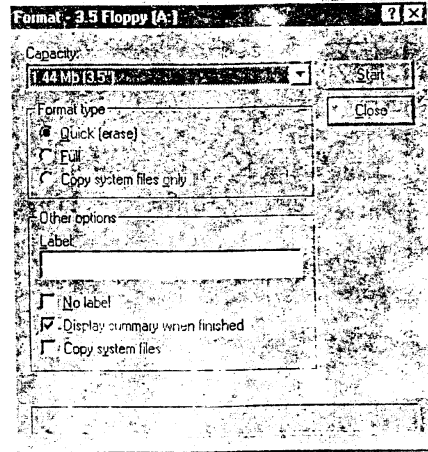 Format - 3.5 Floppy (A:)
Capacity:
1.44 Mb (3.5")
Start
Close
Format type
Quick (erase)
Full
Copy system files only
Other options
Label:
No label
Display summary when finished
Copy system files